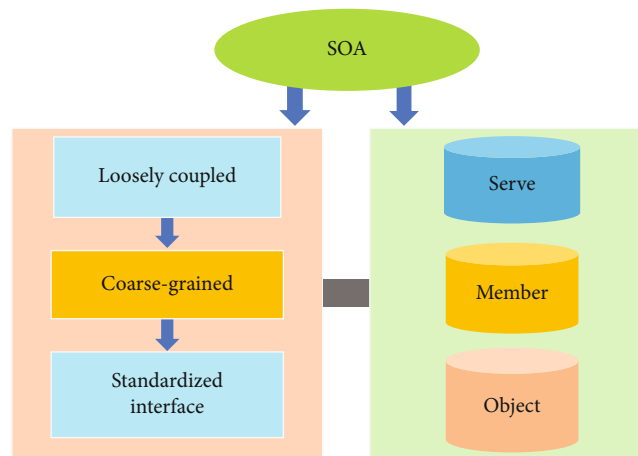 SOA
Loosely coupled
Coarse-grained
Standardized
interface
Serve
Member
Object